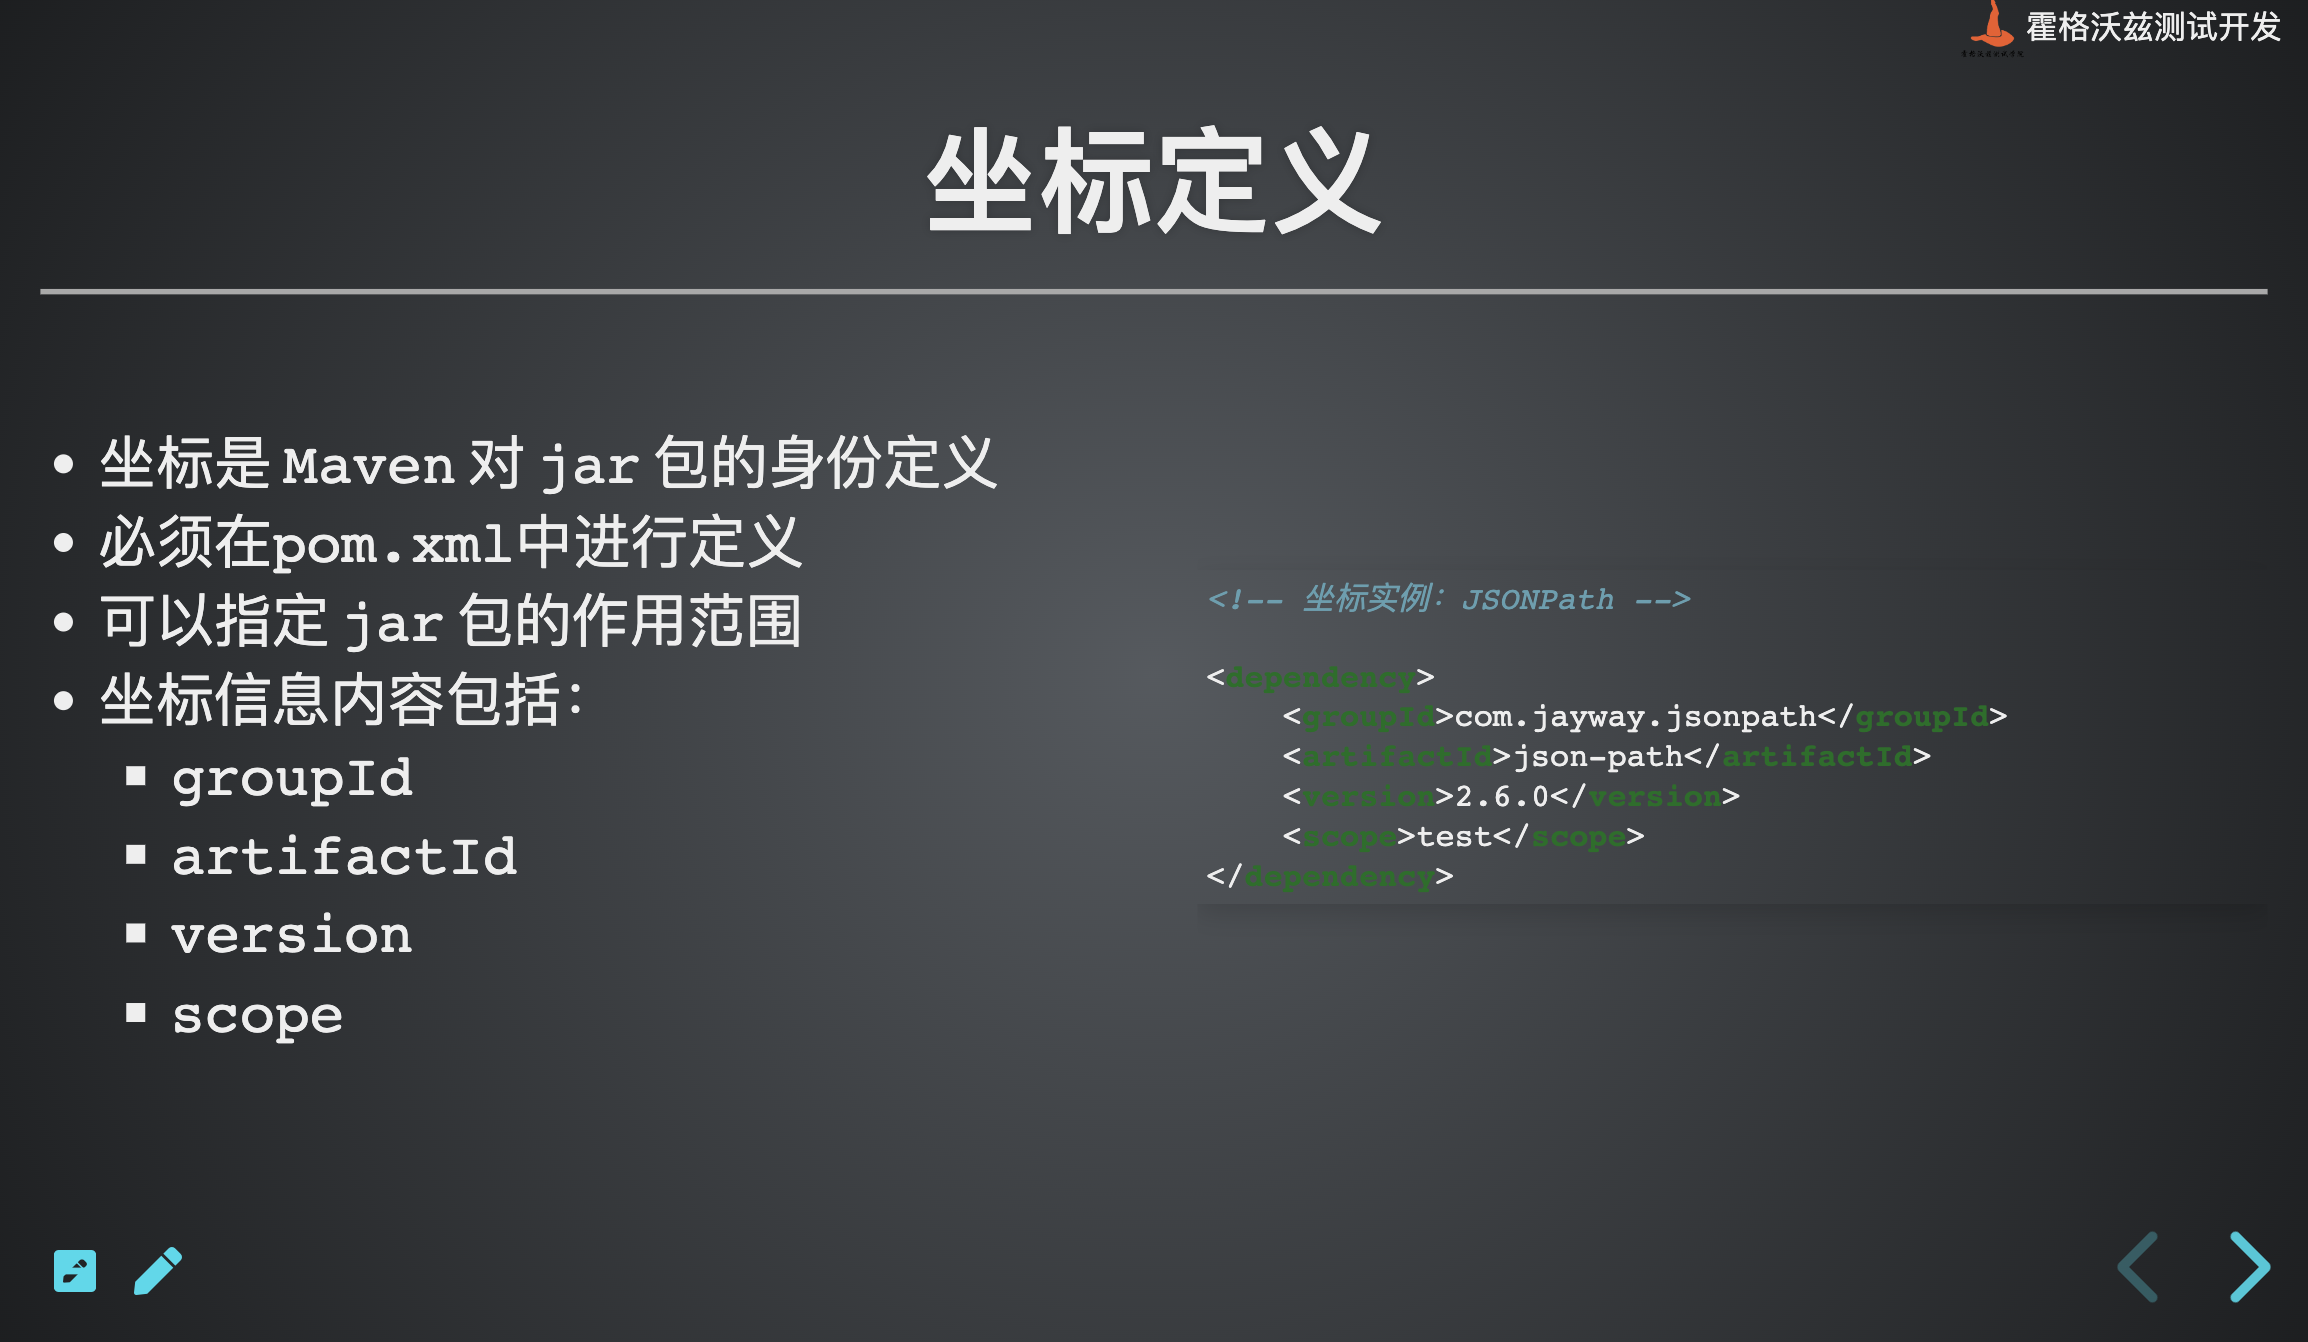 霍格沃兹测试开发
坐标定义
坐标是 Maven 对 jar 包的身份定义
必须在pom.xml中进行定义
可以指定 jar 包的作用范围
坐标信息内容包括：
groupId
artifactId
version
scope
<!-- 坐标实例：JSONPath -->
<dependency>
    <groupId>com.jayway.jsonpath</groupId>
    <artifactId>json-path</artifactId>
    <version>2.6.0</version>
    <scope>test</scope>
</dependency>